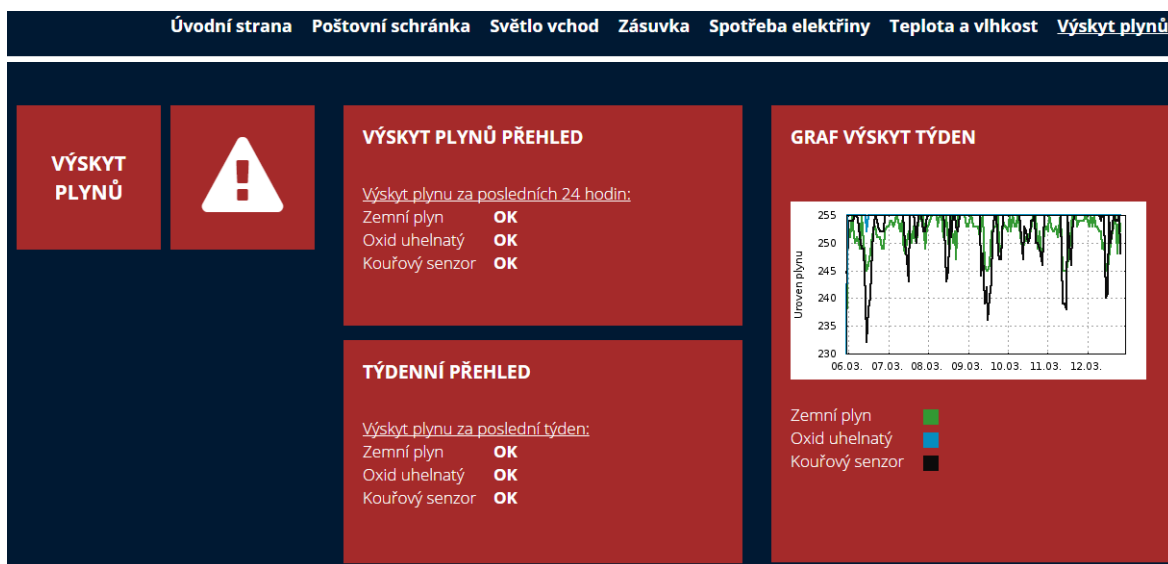 Úvodní strana Poštovní schránka Světlo vchod Zásuvka Spotřeba elektřiny Teplota a vlhkost Výskyt plynů
VÝSKYT
PLYNŮ
VÝSKYT PLYNŮ PŘEHLED
Výskyt plynu za posledních 24 hodin:
Zemní plyn OK
Oxid uhelnatý OK
Kouřový senzor OK
TÝDENNÍ PŘEHLED
Výskyt plynu za poslední týden:
Zemní plyn OK
Oxid uhelnatý OK
Kouřový senzor OK
GRAF VÝSKYT TÝDEN
Uroven plynu
255
250
245
240
235
230
06.03. 07.03. 08.03. 09.03. 10.03. 11.03. 12.03.
Zemní plyn
Oxid uhelnatý
Kouřový senzor